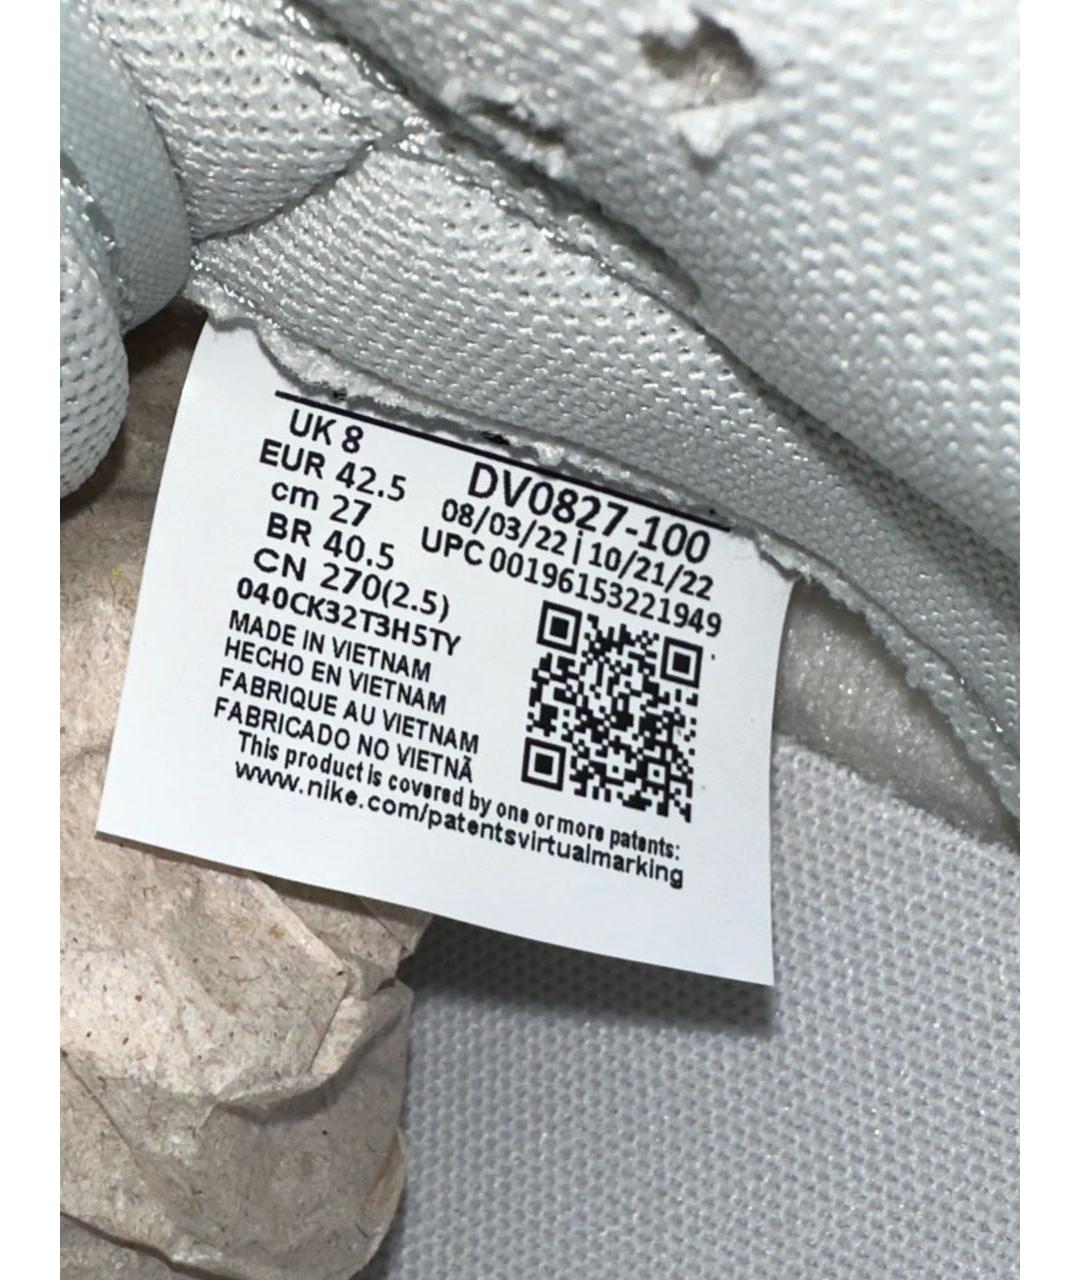 UK 8
EUR 42.5
cm 27
BR 40.5
CN 270(2.5)
040CK32T3H5TY
DV0827-100
08/03/22 | 10/21/22
UPC 00196153221949
MADE IN VIETNAM
HECHO EN VIETNAM
FABRIQUE AU VIETNAM
FABRICADO NO VIETNÃ
This product is covered by one or more patents:
www.nike.com/patentsvirtualmarking